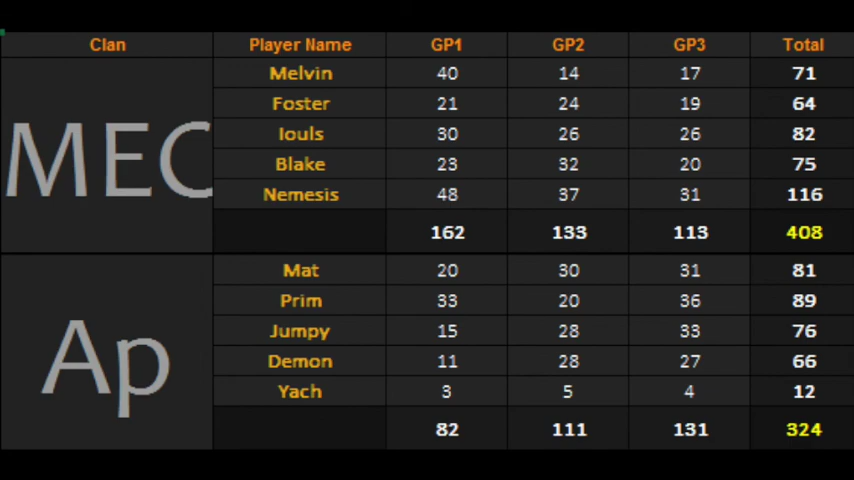 Clan Player Name GP1 GP2 GP3 Total
MEC
Melvin 40 14 17 71
Foster 21 24 19 64
Iouls 30 26 26 82
Blake 23 32 20 75
Nemesis 48 37 31 116
162 133 113 408
Ap
Mat 20 30 31 81
Prim 33 20 36 89
Jumpy 15 28 33 76
Demon 11 28 27 66
Yach 3 5 4 12
82 111 131 324